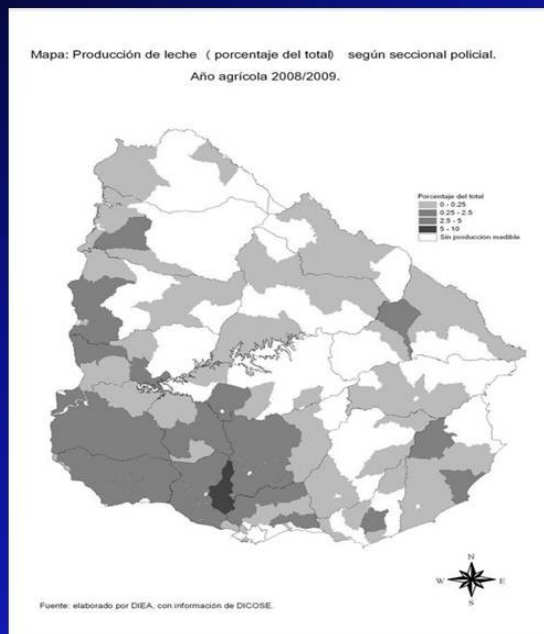 Mapa: Producción de leche ( porcentaje del total) según seccional policial.
Año agrícola 2008/2009.
Porcentaje del total
0 - 0.25
0.25 - 2.5
2.5 - 5
5 - 10
Sin producción medible
N
W E
S
Fuente: elaborado por DIEA, con información de DICOSE.